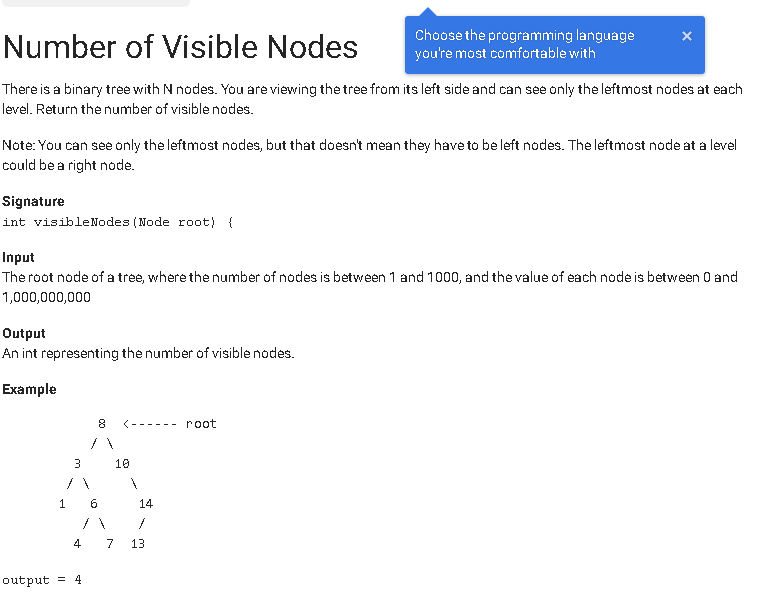 Choose the programming language
you're most comfortable with
×
Number of Visible Nodes
There is a binary tree with N nodes. You are viewing the tree from its left side and can see only the leftmost nodes at each
level. Return the number of visible nodes.
Note: You can see only the leftmost nodes, but that doesn't mean they have to be left nodes. The leftmost node at a level
could be a right node.
Signature
int visibleNodes(Node root) {
Input
The root node of a tree, where the number of nodes is between 1 and 1000, and the value of each node is between 0 and
1,000,000,000
Output
An int representing the number of visible nodes.
Example
8 <------ root
/ \
3 10
/ \ \
1 6 14
/ \ /
4 7 13
output = 4